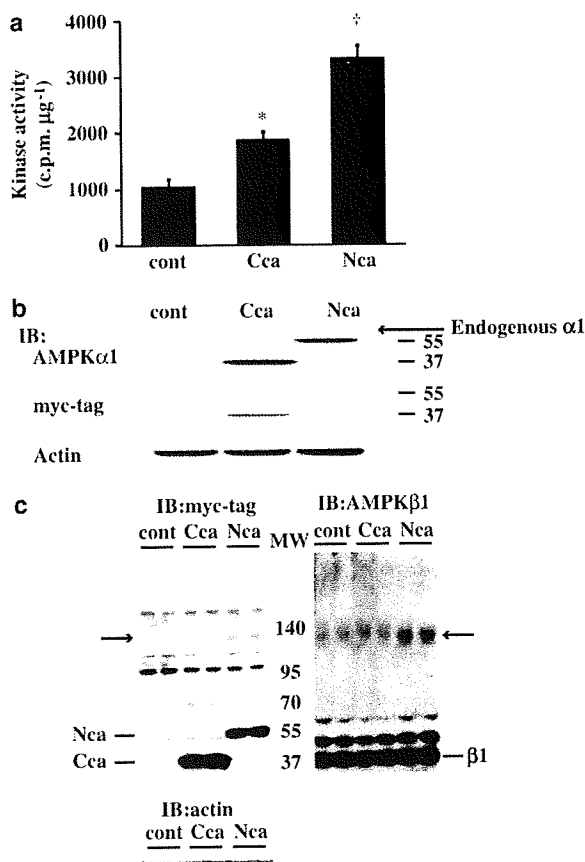 a
Kinase activity
(c.p.m. μg⁻¹)
4000
3000
2000
1000
0
*
†
cont Cca Nca
b
cont Cca Nca
IB:
Endogenous α1
AMPKα1
55
37
myc-tag
55
37
Actin
c
IB:myc-tag IB:AMPKβ1
cont Cca Nca MW cont Cca Nca
140
95
70
Nca 55
Cca 37 β1
IB:actin
cont Cca Nca